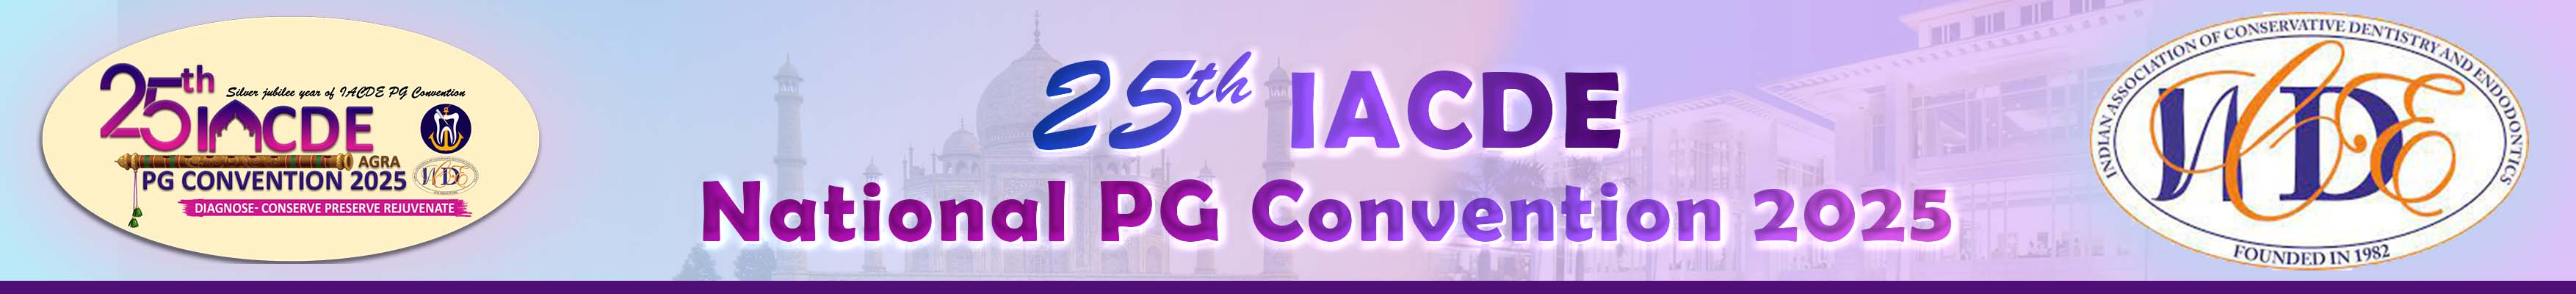 25th
Silver jubilee year of IACDE PG Convention
IACDE
AGRA
PG CONVENTION 2025
DIAGNOSE- CONSERVE PRESERVE REJUVENATE
25th IACDE
National PG Convention 2025
INDIAN ASSOCIATION OF CONSERVATIVE DENTISTRY AND ENDODONTICS
IACDE
FOUNDED IN 1982